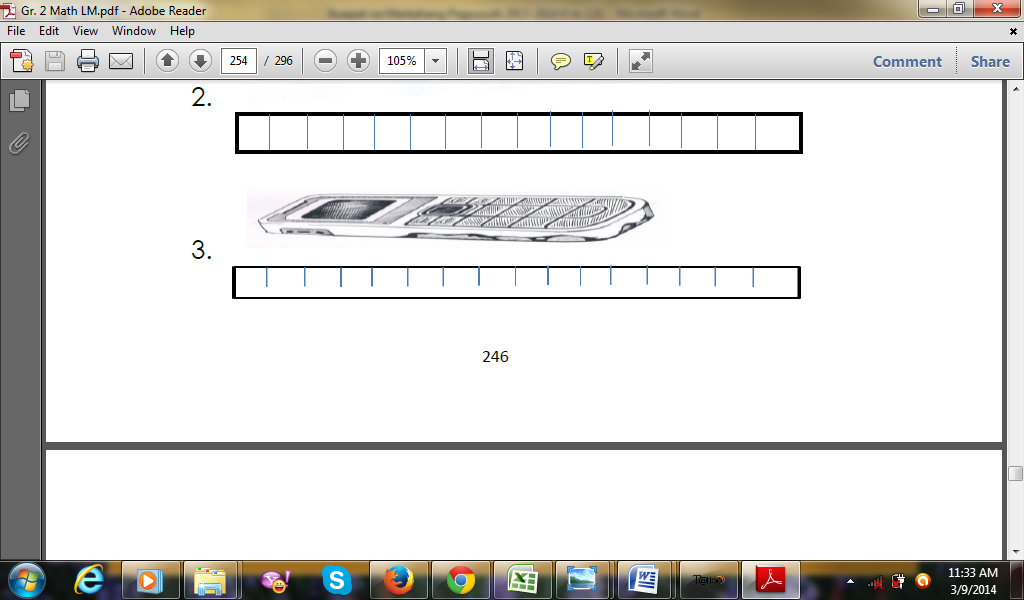 Gr. 2 Math LM.pdf - Adobe Reader
File Edit View Window Help
254 / 296 105% Comment Share
2.
3.
246
11:33 AM
3/9/2014